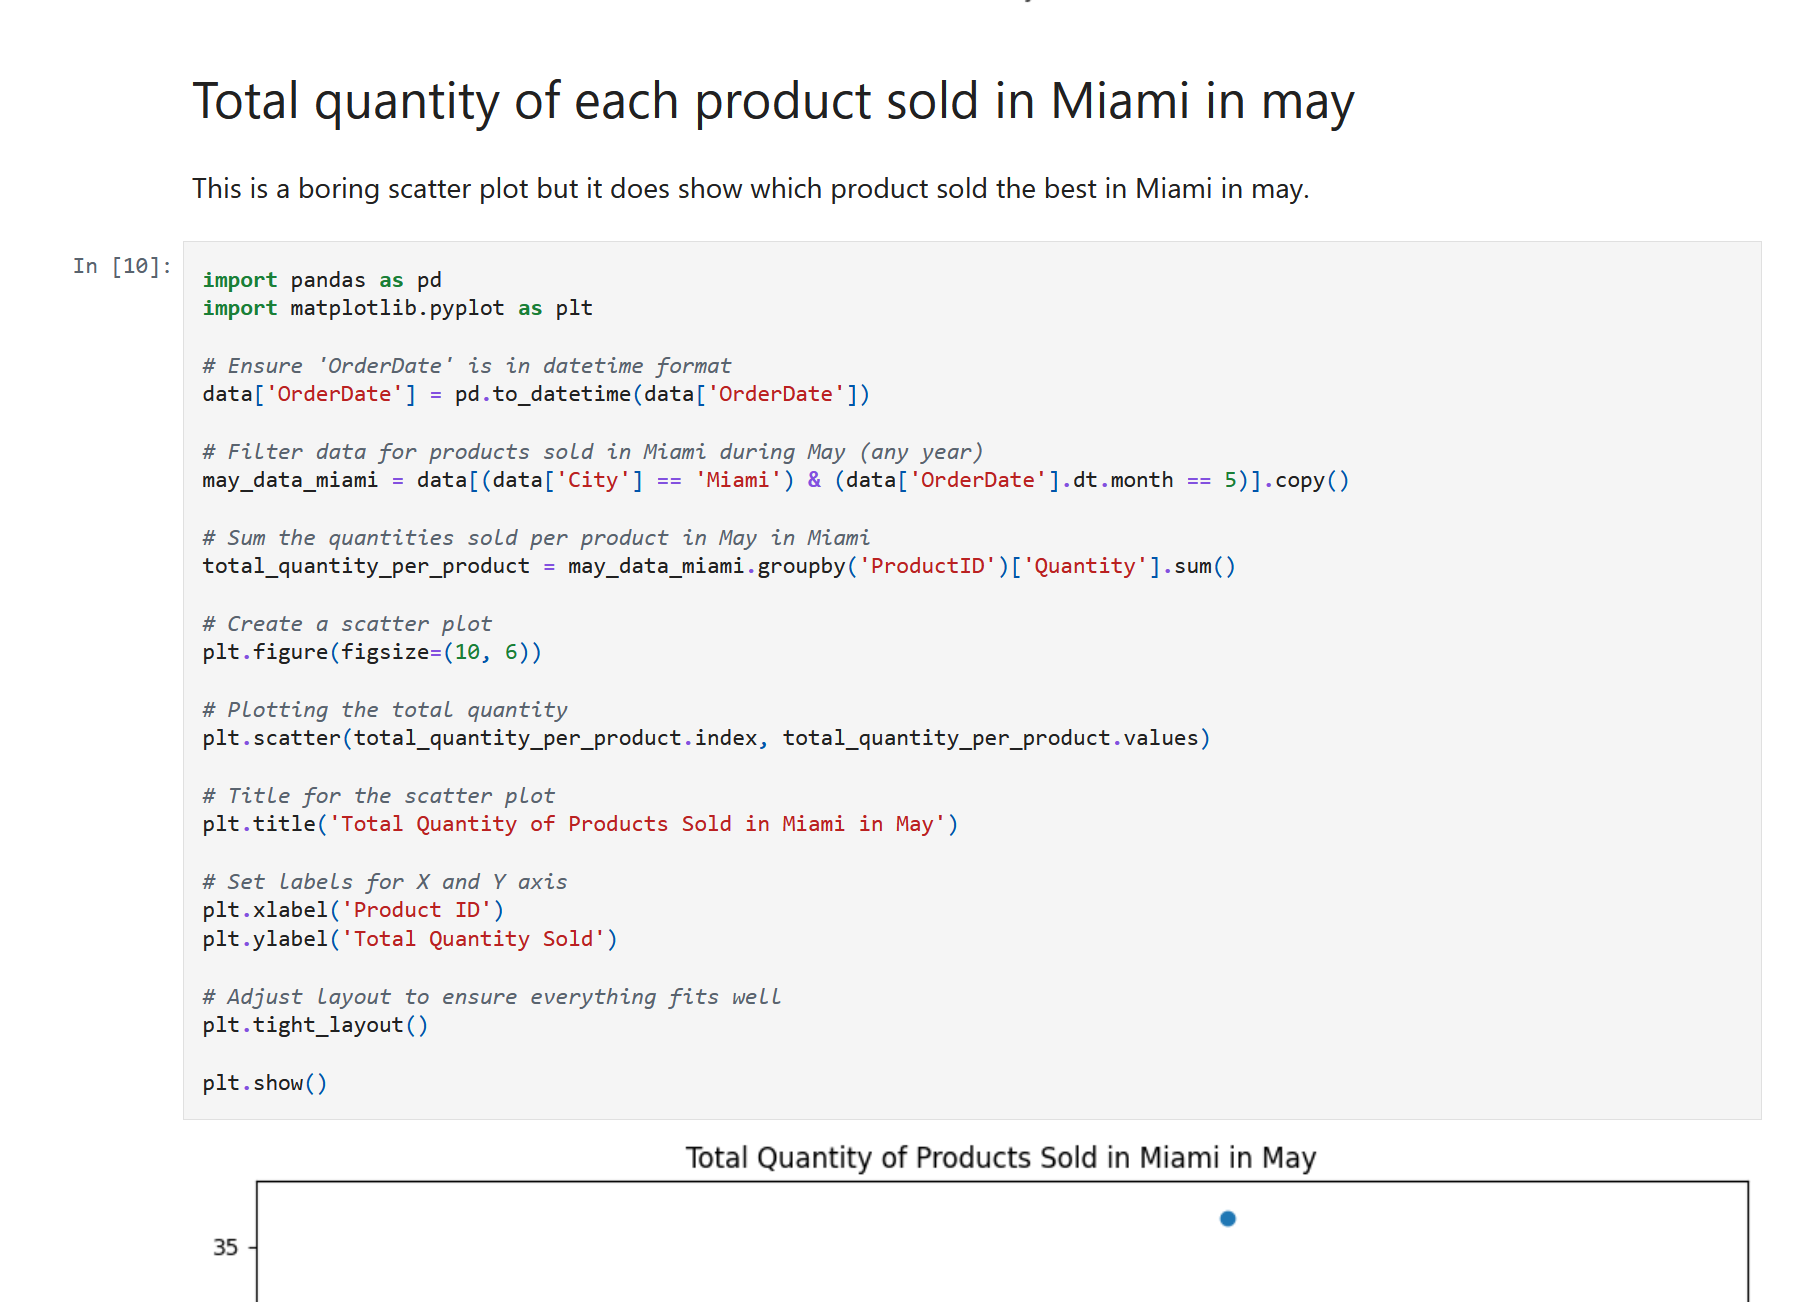 Total quantity of each product sold in Miami in may
This is a boring scatter plot but it does show which product sold the best in Miami in may.
In [10]:
import pandas as pd
import matplotlib.pyplot as plt
# Ensure 'OrderDate' is in datetime format
data['OrderDate'] = pd.to_datetime(data['OrderDate'])
# Filter data for products sold in Miami during May (any year)
may_data_miami = data[(data['City'] == 'Miami') & (data['OrderDate'].dt.month == 5)].copy()
# Sum the quantities sold per product in May in Miami
total_quantity_per_product = may_data_miami.groupby('ProductID')['Quantity'].sum()
# Create a scatter plot
plt.figure(figsize=(10, 6))
# Plotting the total quantity
plt.scatter(total_quantity_per_product.index, total_quantity_per_product.values)
# Title for the scatter plot
plt.title('Total Quantity of Products Sold in Miami in May')
# Set labels for X and Y axis
plt.xlabel('Product ID')
plt.ylabel('Total Quantity Sold')
# Adjust layout to ensure everything fits well
plt.tight_layout()
plt.show()
Total Quantity of Products Sold in Miami in May
35